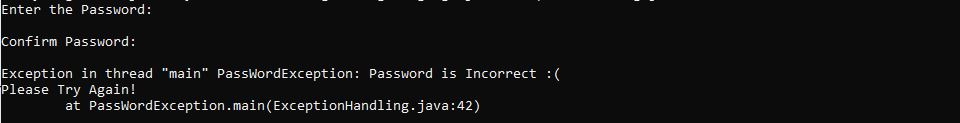 Enter the Password:
Confirm Password:
Exception in thread "main" PassWordException: Password is Incorrect :(
Please Try Again!
at PassWordException.main(ExceptionHandling.java:42)